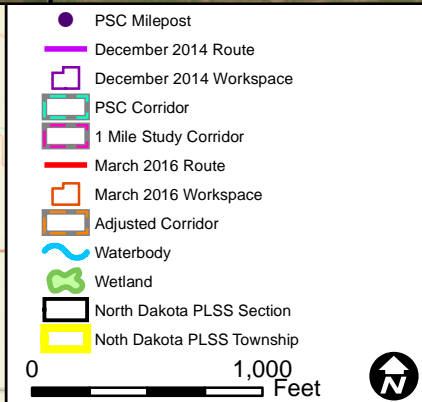 PSC Milepost
December 2014 Route
December 2014 Workspace
PSC Corridor
1 Mile Study Corridor
March 2016 Route
March 2016 Workspace
Adjusted Corridor
Waterbody
Wetland
North Dakota PLSS Section
Noth Dakota PLSS Township
0 1,000
Feet
N